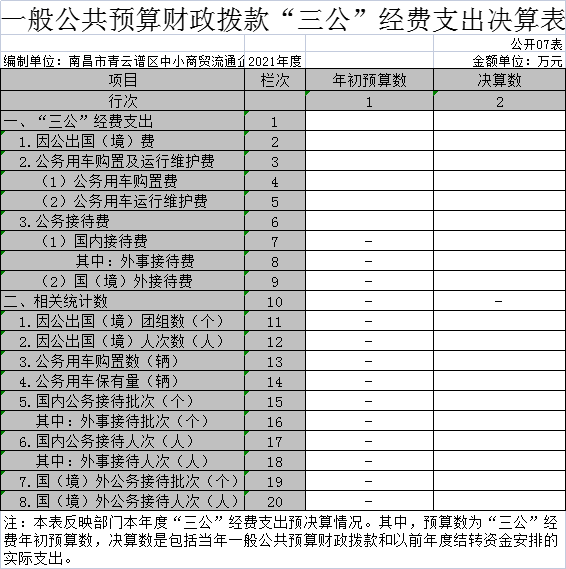 一般公共预算财政拨款“三公”经费支出决算表
公开07表
编制单位：南昌市青云谱区中小商贸流通企 2021年度 金额单位：万元
项目 栏次 年初预算数 决算数
行次 1 2
一、“三公”经费支出 1
1.因公出国（境）费 2
2.公务用车购置及运行维护费 3
（1）公务用车购置费 4
（2）公务用车运行维护费 5
3.公务接待费 6
（1）国内接待费 7 -
其中：外事接待费 8 -
（2）国（境）外接待费 9 -
二、相关统计数 10 - -
1.因公出国（境）团组数（个） 11 -
2.因公出国（境）人次数（人） 12 -
3.公务用车购置数（辆） 13 -
4.公务用车保有量（辆） 14 -
5.国内公务接待批次（个） 15 -
其中：外事接待批次（个） 16 -
6.国内公务接待人次（人） 17 -
其中：外事接待人次（人） 18 -
7.国（境）外公务接待批次（个） 19 -
8.国（境）外公务接待人次（人） 20 -
注：本表反映部门本年度“三公”经费支出预决算情况。其中，预算数为“三公”经
费年初预算数，决算数是包括当年一般公共预算财政拨款和以前年度结转资金安排的
实际支出。